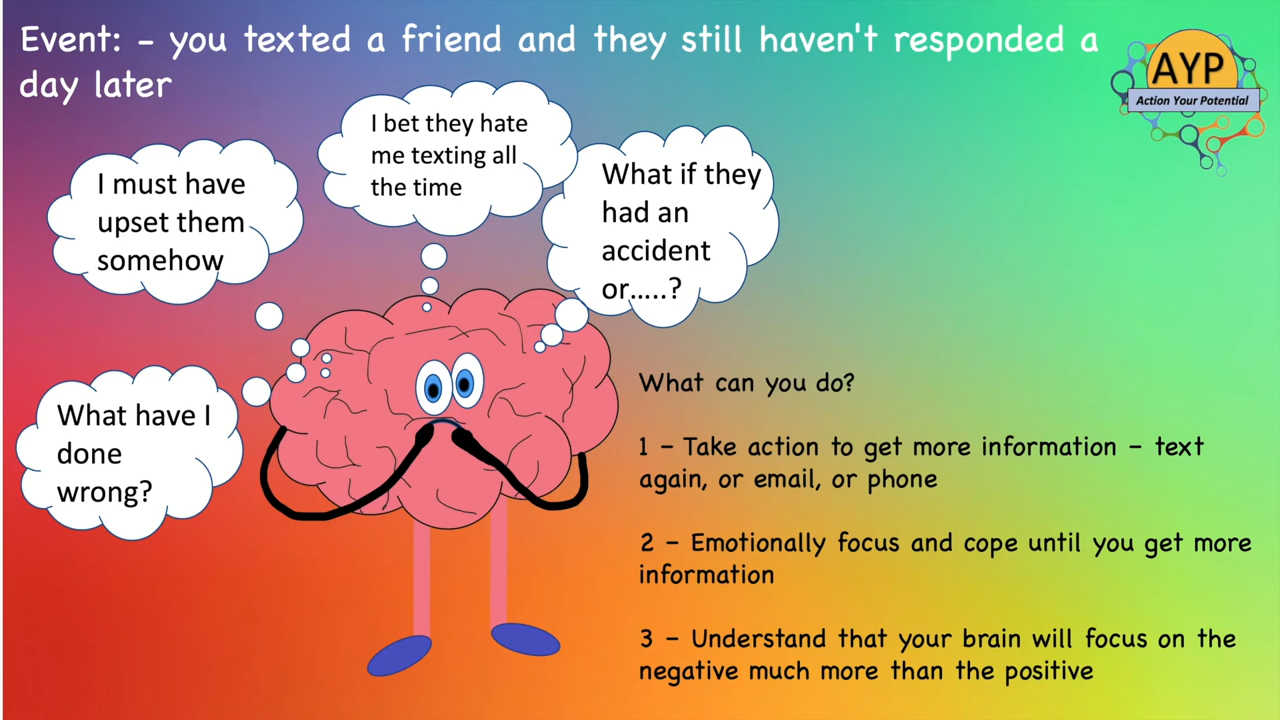 Event: - you texted a friend and they still haven't responded a
day later
AYP
Action Your Potential
I bet they hate
me texting all
the time
I must have
upset them
somehow
What if they
had an
accident
or.....?
What have I
done
wrong?
What can you do?
1 – Take action to get more information – text
again, or email, or phone
2 – Emotionally focus and cope until you get more
information
3 – Understand that your brain will focus on the
negative much more than the positive